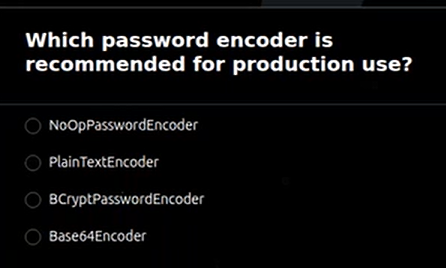 Which password encoder is
recommended for production use?
NoOpPasswordEncoder
PlainTextEncoder
BCryptPasswordEncoder
Base64Encoder